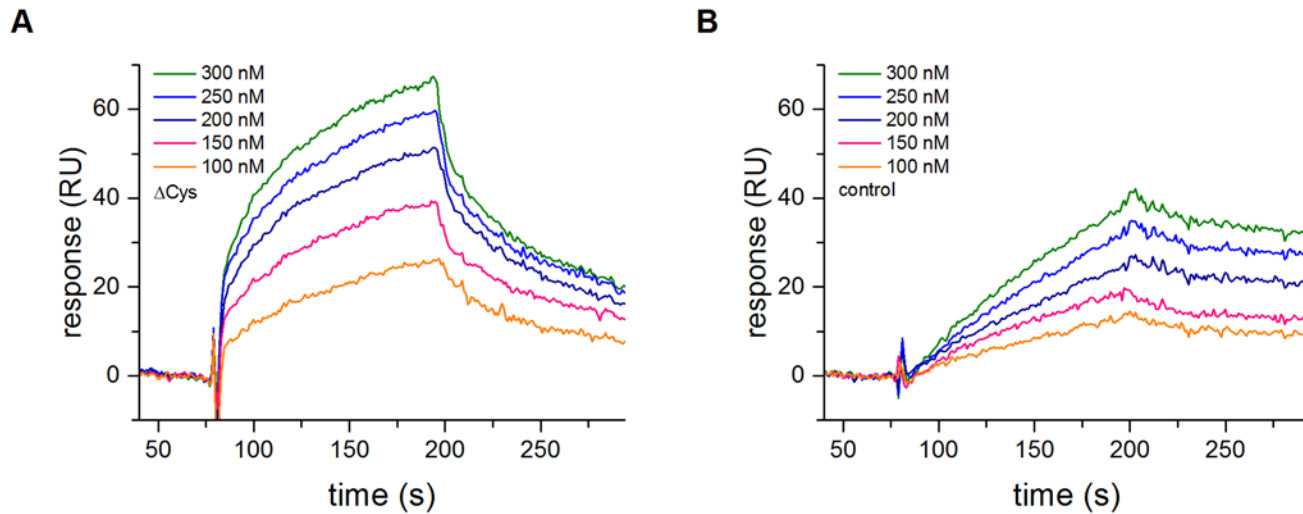 A
response (RU)
60
40
20
0
300 nM
250 nM
200 nM
150 nM
100 nM
ΔCys
50
100
150
200
250
time (s)
B
response (RU)
60
40
20
0
300 nM
250 nM
200 nM
150 nM
100 nM
control
50
100
150
200
250
time (s)